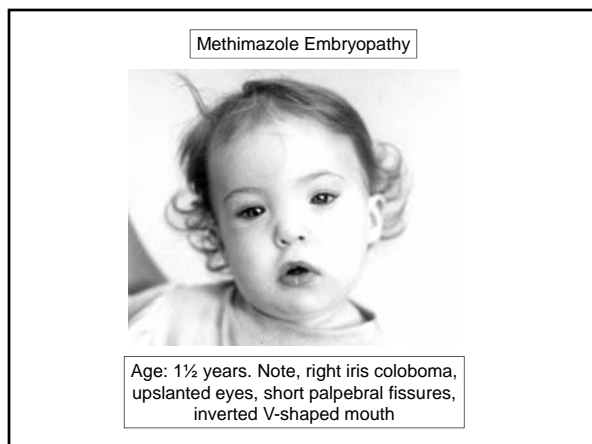 Methimazole Embryopathy
Age: 1½ years. Note, right iris coloboma,
upslanted eyes, short palpebral fissures,
inverted V-shaped mouth